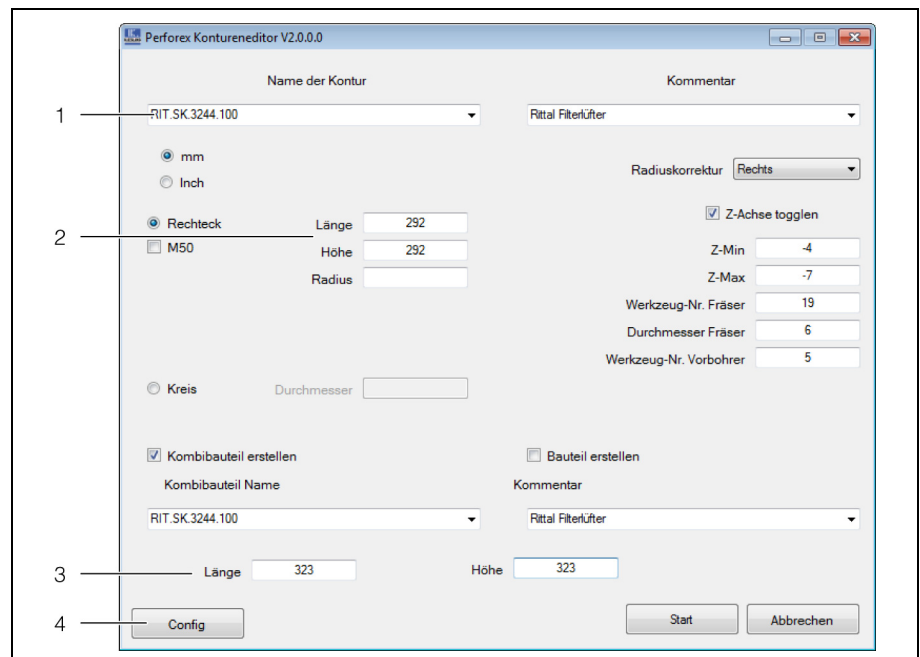 Perforex Kontureneditor V2.0.0.0
Name der Kontur
Kommentar
1
RIT.SK.3244.100
Rittal Filterlüfter
mm
Inch
Radiuskorrektur Rechts
Z-Achse togglen
2
Rechteck
M50
Länge 292
Höhe 292
Radius
Z-Min -4
Z-Max -7
Werkzeug-Nr. Fräser 19
Durchmesser Fräser 6
Werkzeug-Nr. Vorbohrer 5
Kreis
Durchmesser
Kombibauteil erstellen
Bauteil erstellen
Kombibauteil Name
Kommentar
RIT.SK.3244.100
Rittal Filterlüfter
3
Länge 323
Höhe 323
4
Config
Start
Abbrechen